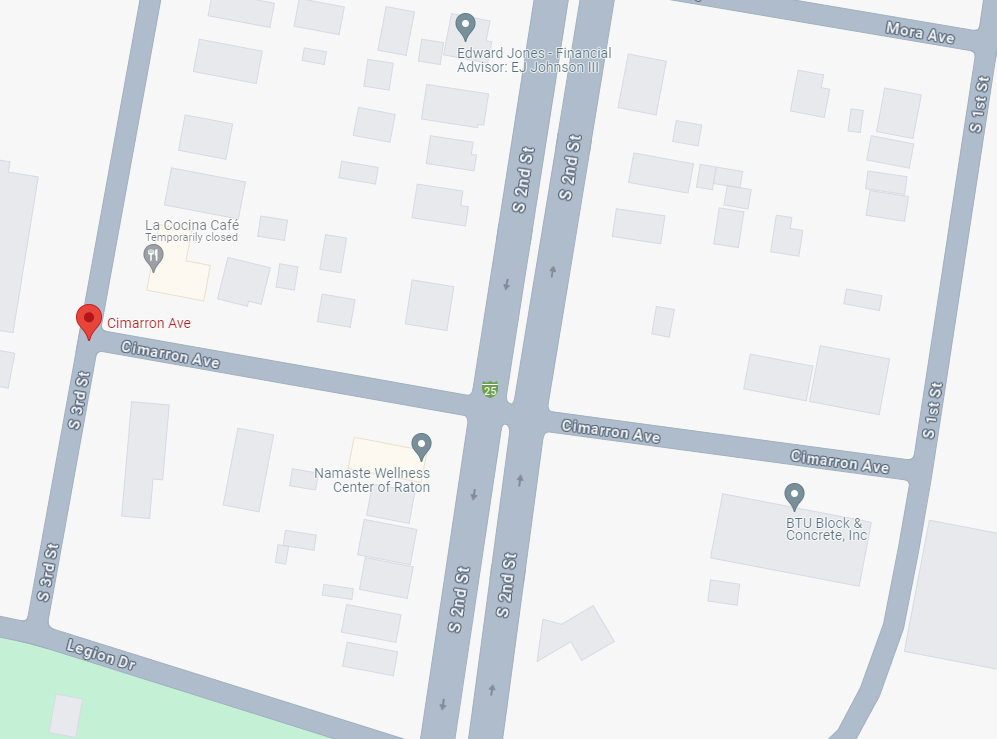 Mora Ave
Edward Jones - Financial
Advisor: EJ Johnson III
S 1st St
S 2nd St
S 2nd St
La Cocina Café
Temporarily closed
Cimarron Ave
Cimarron Ave
S 3rd St
25
S 1st St
Cimarron Ave
Cimarron Ave
Namaste Wellness
Center of Raton
BTU Block &
Concrete, Inc
S 3rd St
S 2nd St
S 2nd St
Legion Dr